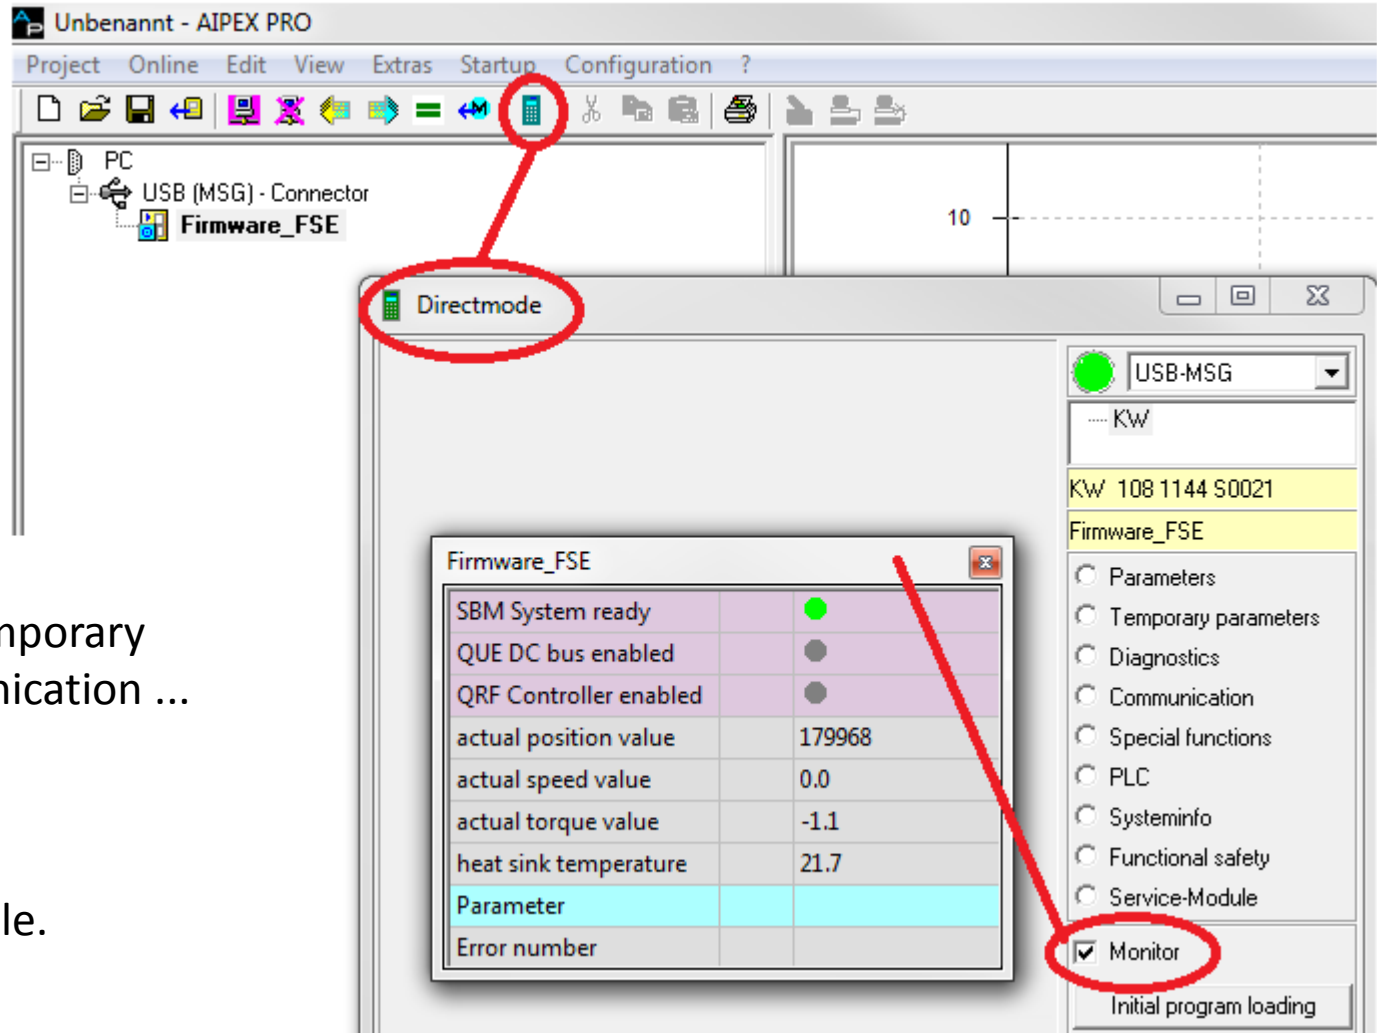 Unbenannt - AIPEX PRO
Project Online Edit View Extras Startup Configuration ?
PC
USB (MSG) - Connector
Firmware_FSE
10
Directmode
USB-MSG
KW
KW 108 1144 S0021
Firmware_FSE
Firmware_FSE
SBM System ready
QUE DC bus enabled
QRF Controller enabled
actual position value 179968
actual speed value 0.0
actual torque value -1.1
heat sink temperature 21.7
Parameter
Error number
Parameters
Temporary parameters
Diagnostics
Communication
Special functions
PLC
Systeminfo
Functional safety
Service-Module
Monitor
Initial program loading
mporary
nication ...
le.